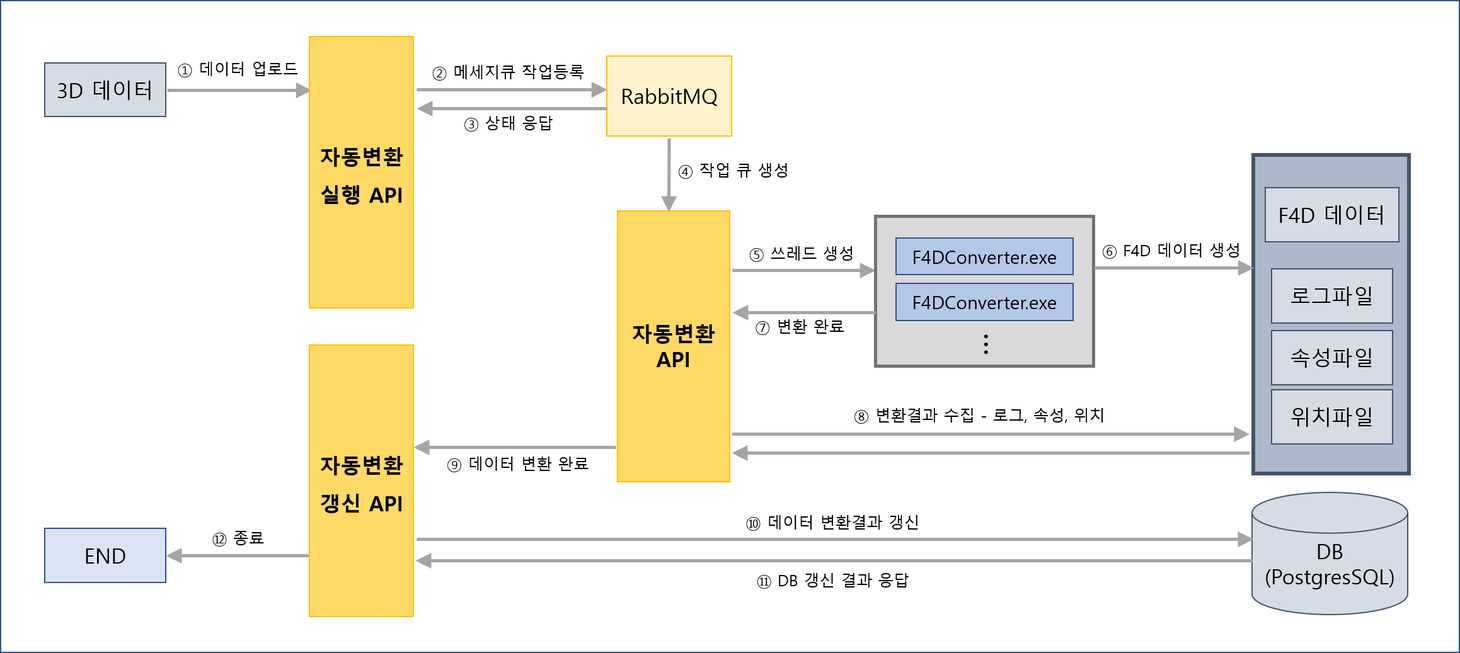 3D 데이터
① 데이터 업로드
자동변환
실행 API
② 메세지큐 작업등록
③ 상태 응답
RabbitMQ
④ 작업 큐 생성
자동변환
API
⑤ 쓰레드 생성
⑦ 변환 완료
F4DConverter.exe
F4DConverter.exe
⋮
⑥ F4D 데이터 생성
F4D 데이터
로그파일
속성파일
위치파일
⑧ 변환결과 수집 - 로그, 속성, 위치
⑨ 데이터 변환 완료
자동변환
갱신 API
⑩ 데이터 변환결과 갱신
⑪ DB 갱신 결과 응답
DB
(PostgresSQL)
⑫ 종료
END